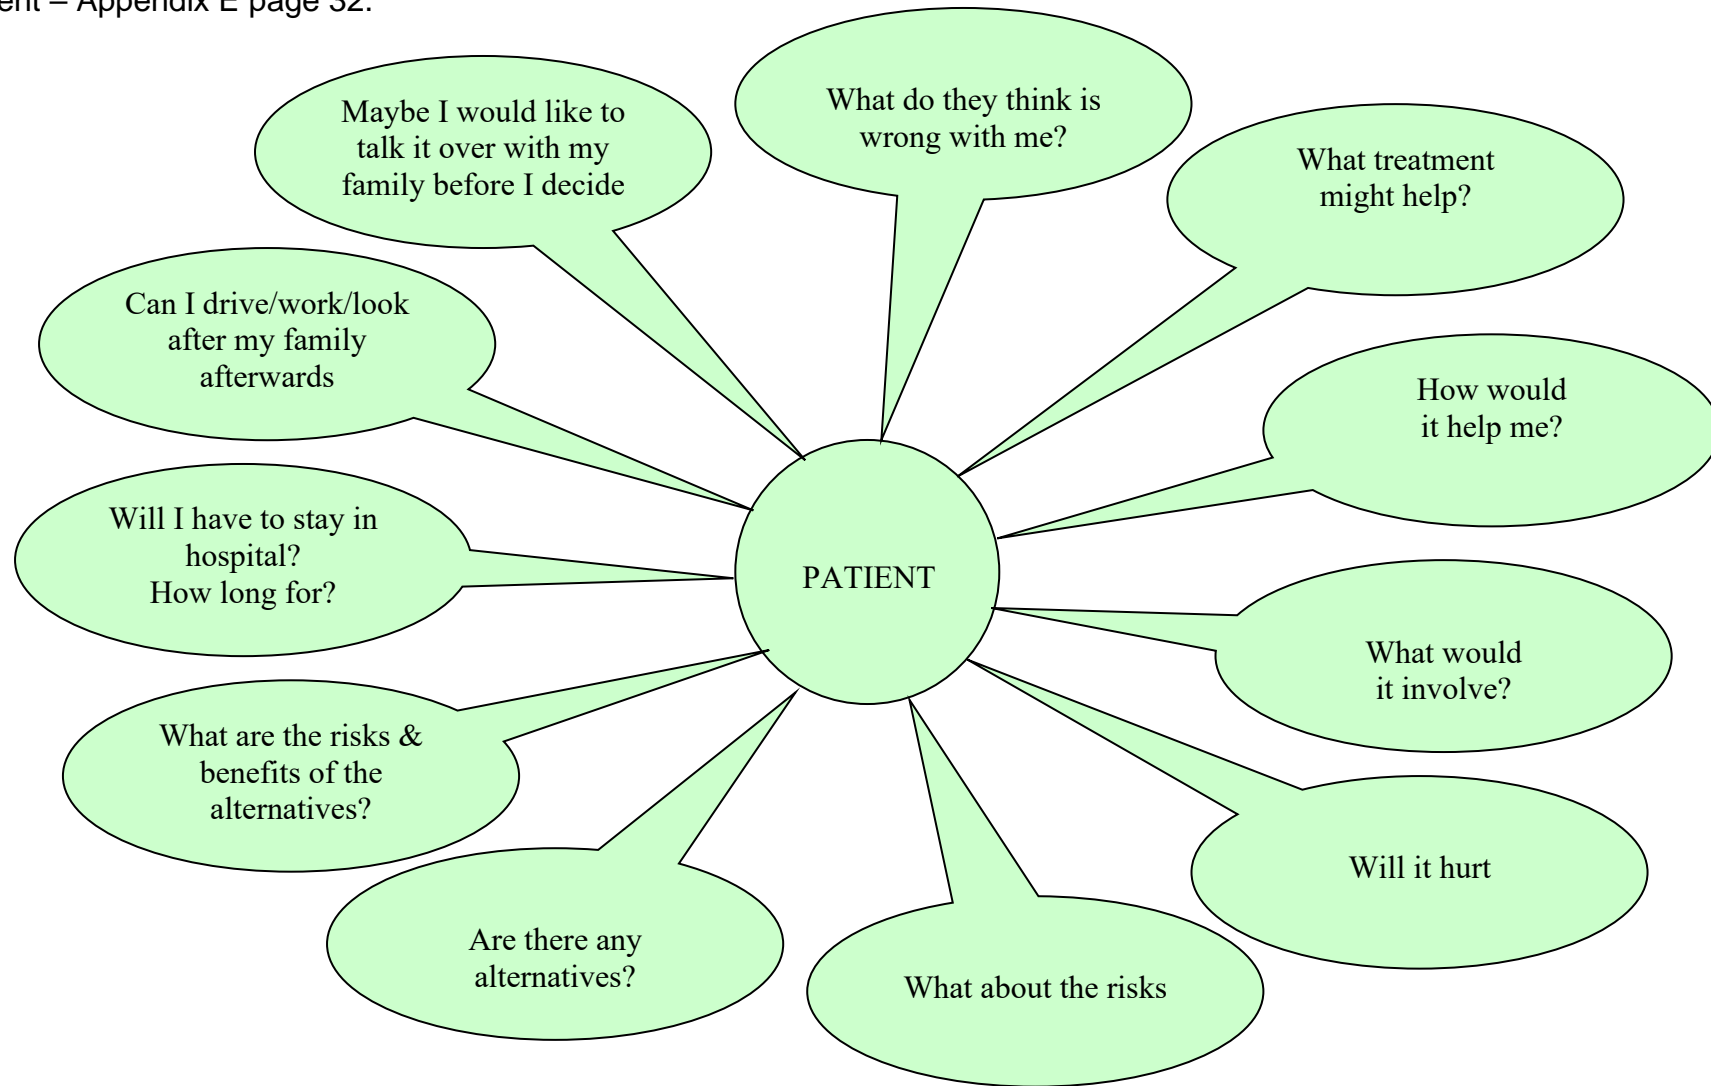 ent – Appendix E page 32.
What do they think is
wrong with me?
Maybe I would like to
talk it over with my
family before I decide
What treatment
might help?
Can I drive/work/look
after my family
afterwards
How would
it help me?
Will I have to stay in
hospital?
How long for?
PATIENT
What would
it involve?
What are the risks &
benefits of the
alternatives?
Will it hurt
Are there any
alternatives?
What about the risks